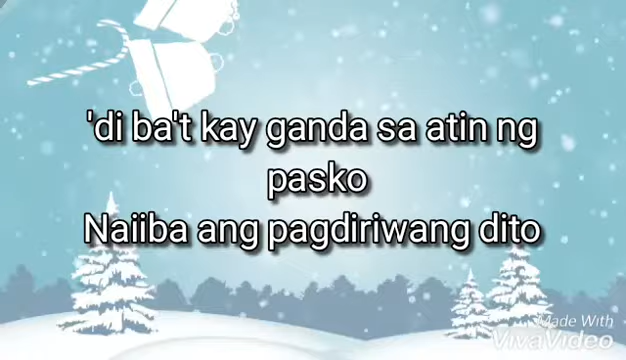 'di ba't kay ganda sa atin ng
pasko
Naiiba ang pagdiriwang dito
Made With
VivaVideo